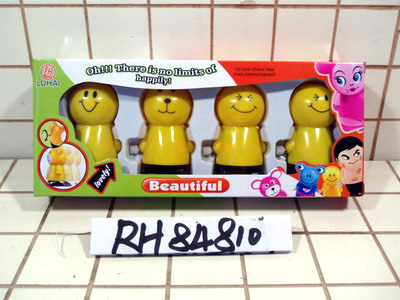 LUHAI
Oh!!! There is no limits of
happily!
lovely!
Beautiful
RH84810